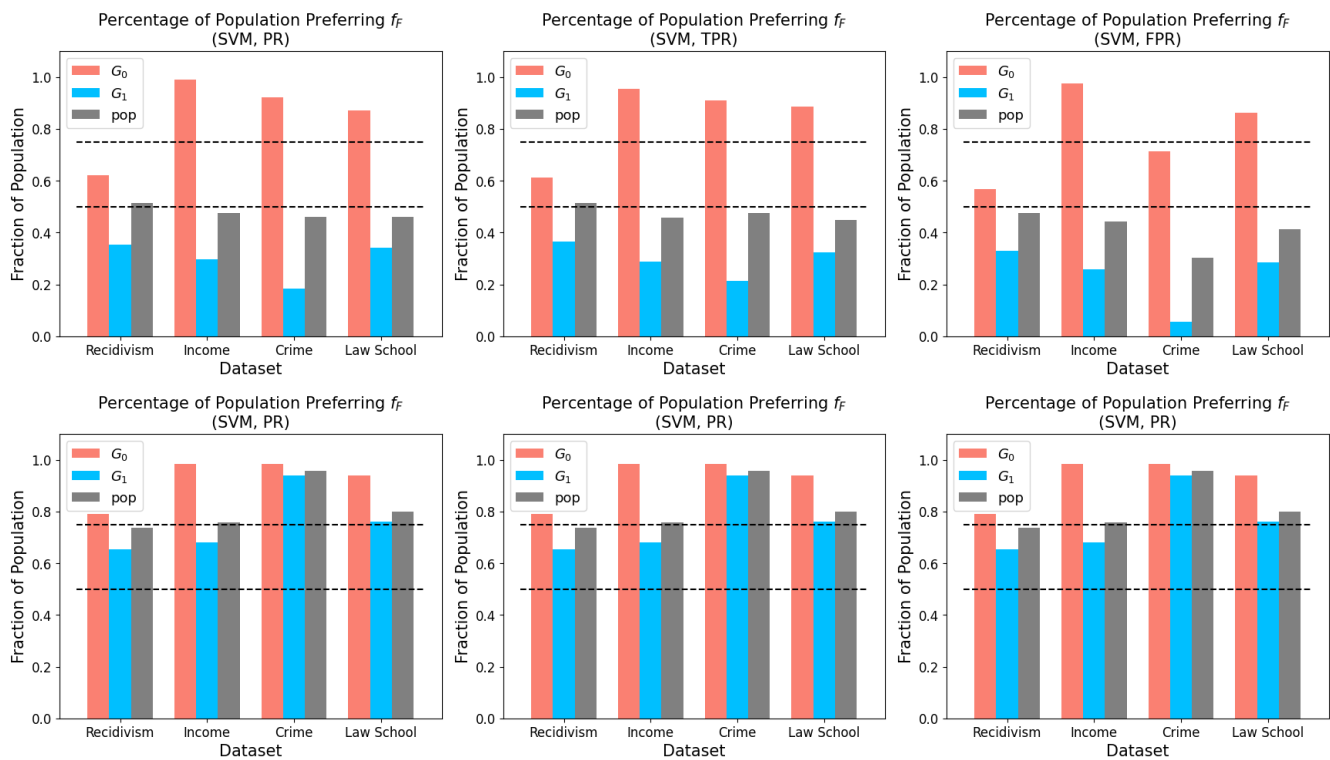 Percentage of Population Preferring f_F
(SVM, PR)
Fraction of Population
1.0
0.8
0.6
0.4
0.2
0.0
G_0
G_1
pop
Recidivism Income Crime Law School
Dataset
Percentage of Population Preferring f_F
(SVM, TPR)
Fraction of Population
1.0
0.8
0.6
0.4
0.2
0.0
G_0
G_1
pop
Recidivism Income Crime Law School
Dataset
Percentage of Population Preferring f_F
(SVM, FPR)
Fraction of Population
1.0
0.8
0.6
0.4
0.2
0.0
G_0
G_1
pop
Recidivism Income Crime Law School
Dataset
Percentage of Population Preferring f_F
(SVM, PR)
Fraction of Population
1.0
0.8
0.6
0.4
0.2
0.0
G_0
G_1
pop
Recidivism Income Crime Law School
Dataset
Percentage of Population Preferring f_F
(SVM, PR)
Fraction of Population
1.0
0.8
0.6
0.4
0.2
0.0
G_0
G_1
pop
Recidivism Income Crime Law School
Dataset
Percentage of Population Preferring f_F
(SVM, PR)
Fraction of Population
1.0
0.8
0.6
0.4
0.2
0.0
G_0
G_1
pop
Recidivism Income Crime Law School
Dataset